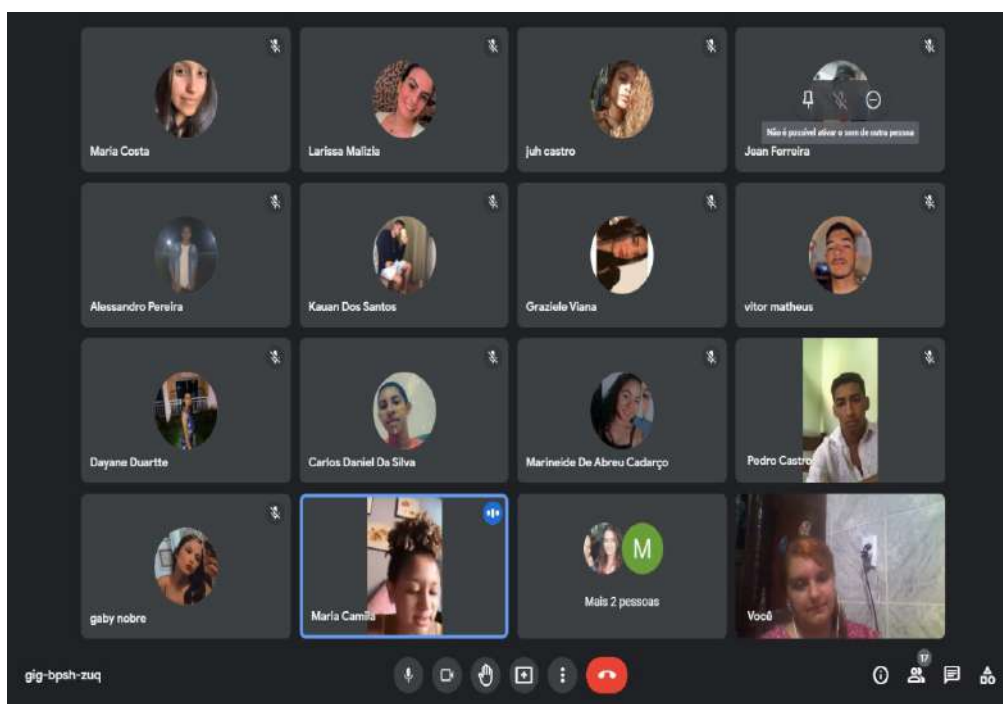 Maria Costa
Larissa Malizia
juh castro
Não é possível ativar o som de outra pessoa
Jean Ferreira
Alessandro Pereira
Kauan Dos Santos
Graziele Viana
vitor matheus
Dayane Duartte
Carlos Daniel Da Silva
Marineide De Abreu Cadarço
Pedro Castro
gaby nobre
Maria Camila
M
Mais 2 pessoas
Você
gig-bpsh-zuq
17